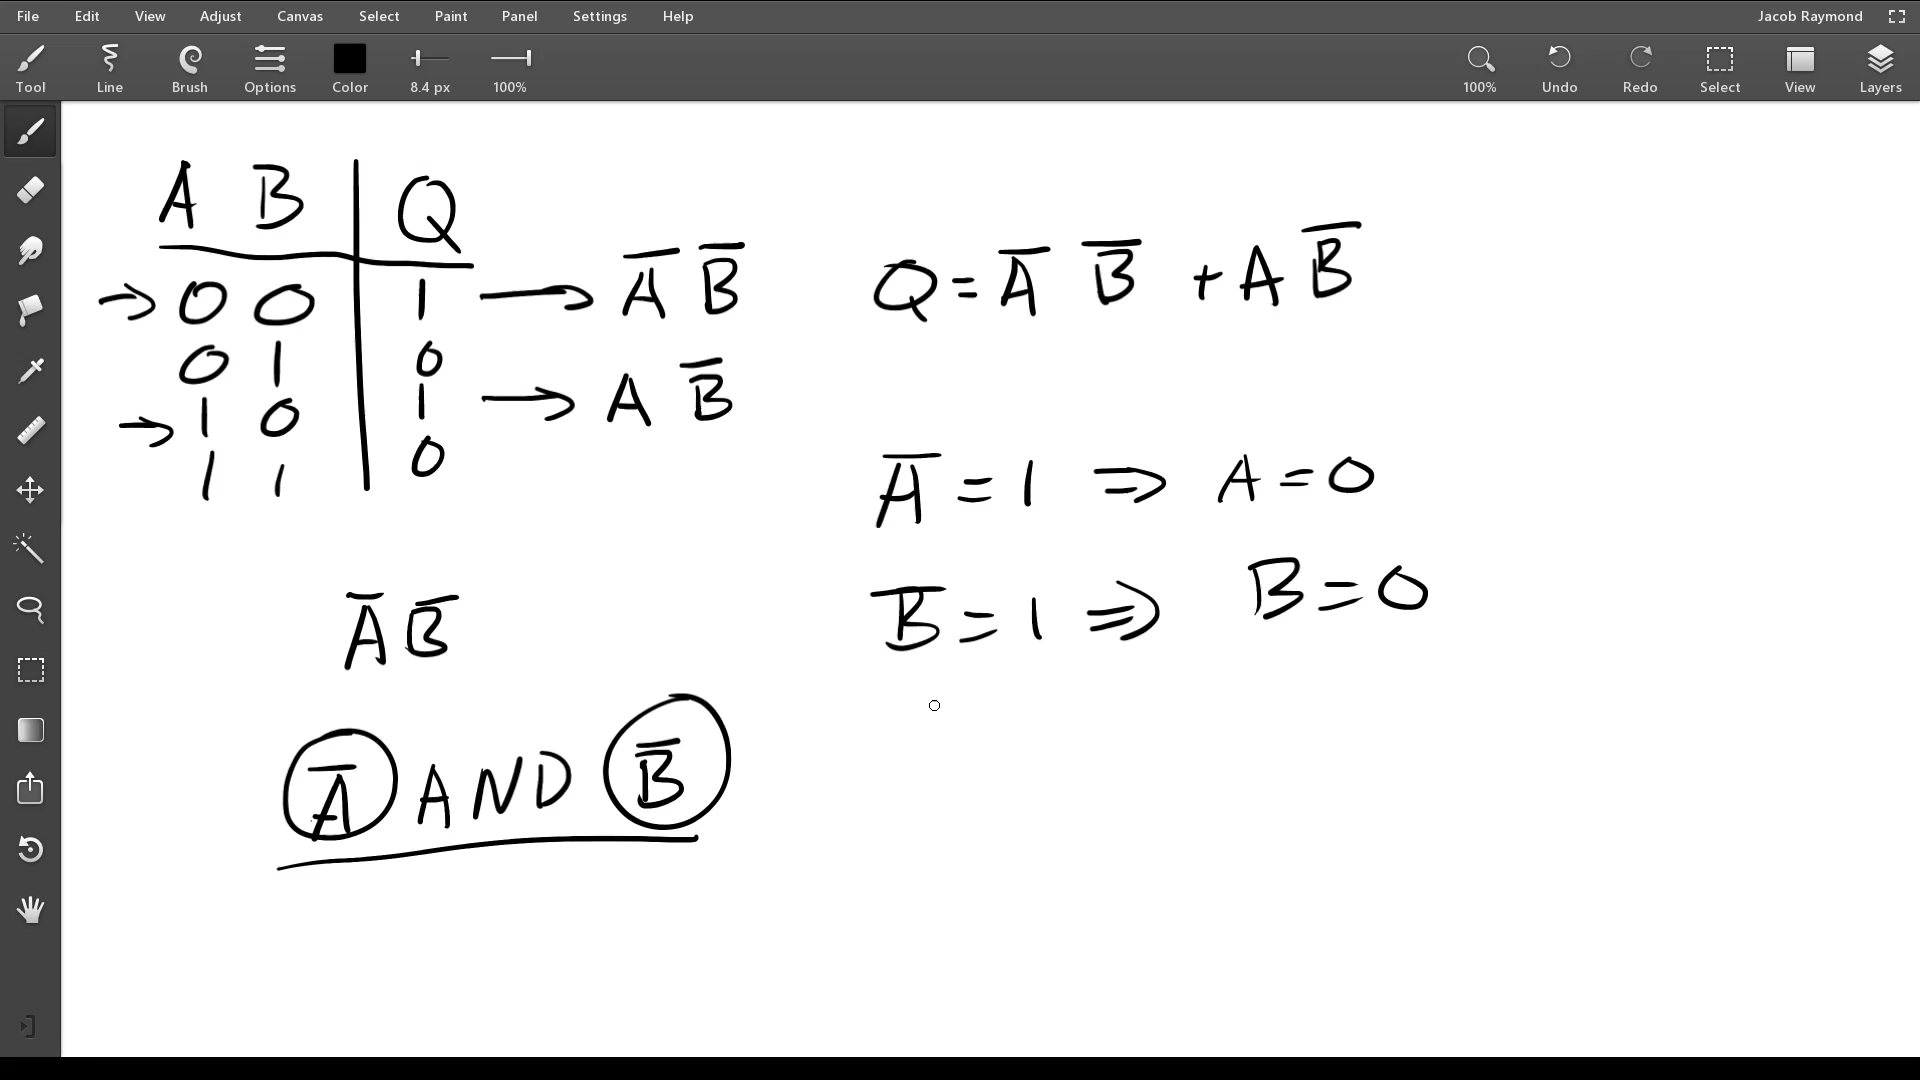 File Edit View Adjust Canvas Select Paint Panel Settings Help Jacob Raymond
Tool Line Brush Options Color 8.4 px 100% 100% Undo Redo Select View Layers
A B Q
→ 0 0 1 → A̅ B̅
0 1 0
→ 1 0 1 → A B̅
1 1 0
Q = A̅ B̅ + A B̅
A̅ = 1 ⇒ A = 0
B̅ = 1 ⇒ B = 0
A̅ B̅
A̅ AND B̅